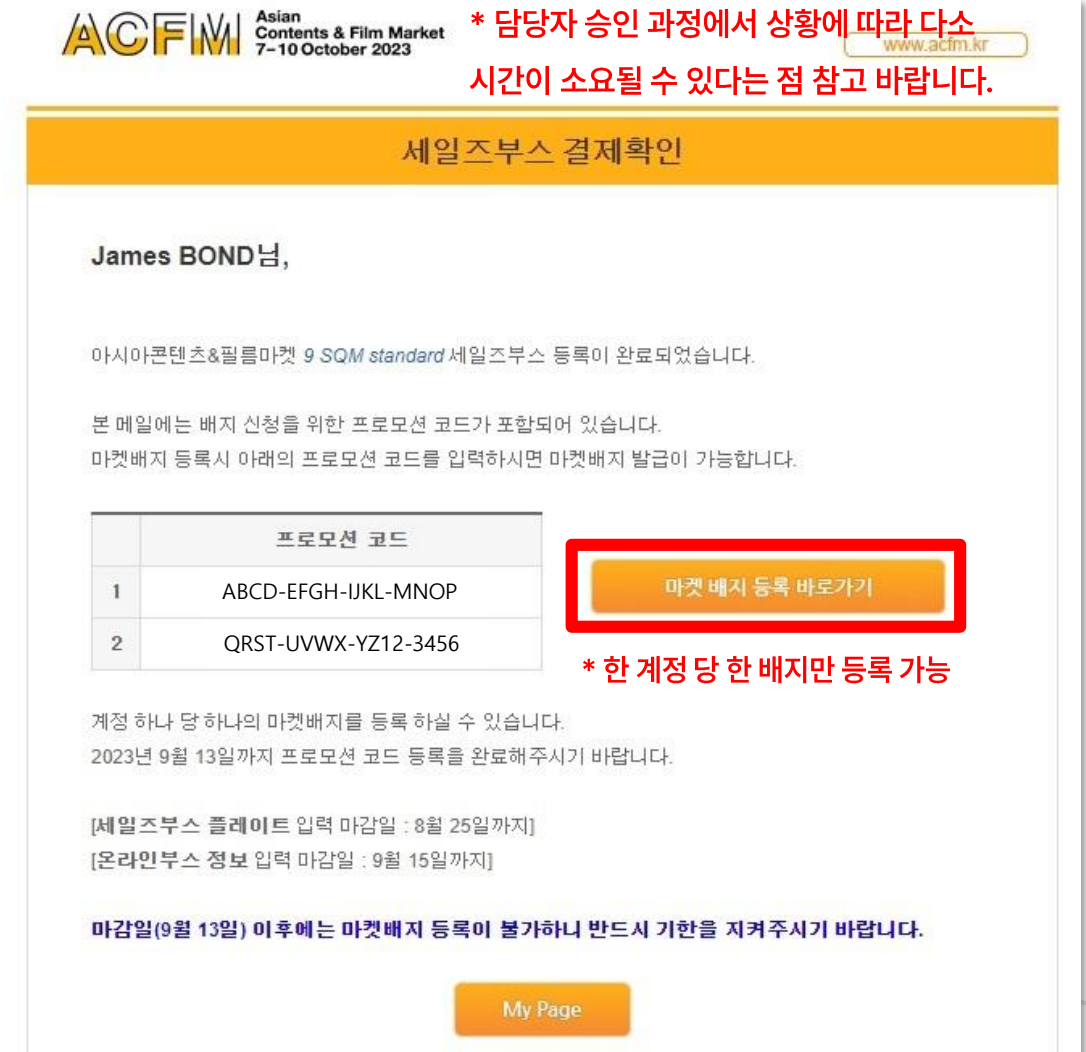 ACFM
Asian
Contents & Film Market
7–10 October 2023
* 담당자 승인 과정에서 상황에 따라 다소
시간이 소요될 수 있다는 점 참고 바랍니다.
www.acfm.kr
세일즈부스 결제확인
James BOND님,
아시아콘텐츠&필름마켓 9 SQM standard 세일즈부스 등록이 완료되었습니다.
본 메일에는 배지 신청을 위한 프로모션 코드가 포함되어 있습니다.
마켓배지 등록시 아래의 프로모션 코드를 입력하시면 마켓배지 발급이 가능합니다.
프로모션 코드
1 ABCD-EFGH-IJKL-MNOP
2 QRST-UVWX-YZ12-3456
마켓 배지 등록 바로가기
* 한 계정 당 한 배지만 등록 가능
계정 하나 당 하나의 마켓배지를 등록 하실 수 있습니다.
2023년 9월 13일까지 프로모션 코드 등록을 완료해주시기 바랍니다.
[세일즈부스 플레이트 입력 마감일 : 8월 25일까지]
[온라인부스 정보 입력 마감일 : 9월 15일까지]
마감일(9월 13일) 이후에는 마켓배지 등록이 불가하니 반드시 기한을 지켜주시기 바랍니다.
My Page